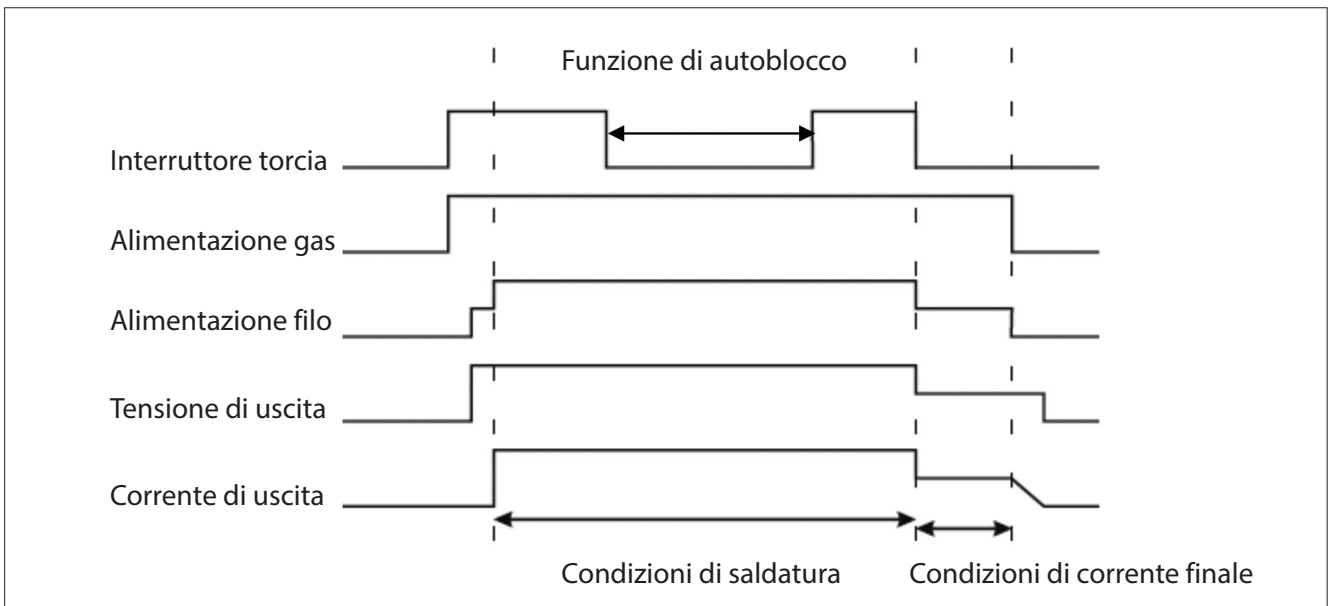 Funzione di autoblocco
Interruttore torcia
Alimentazione gas
Alimentazione filo
Tensione di uscita
Corrente di uscita
Condizioni di saldatura
Condizioni di corrente finale